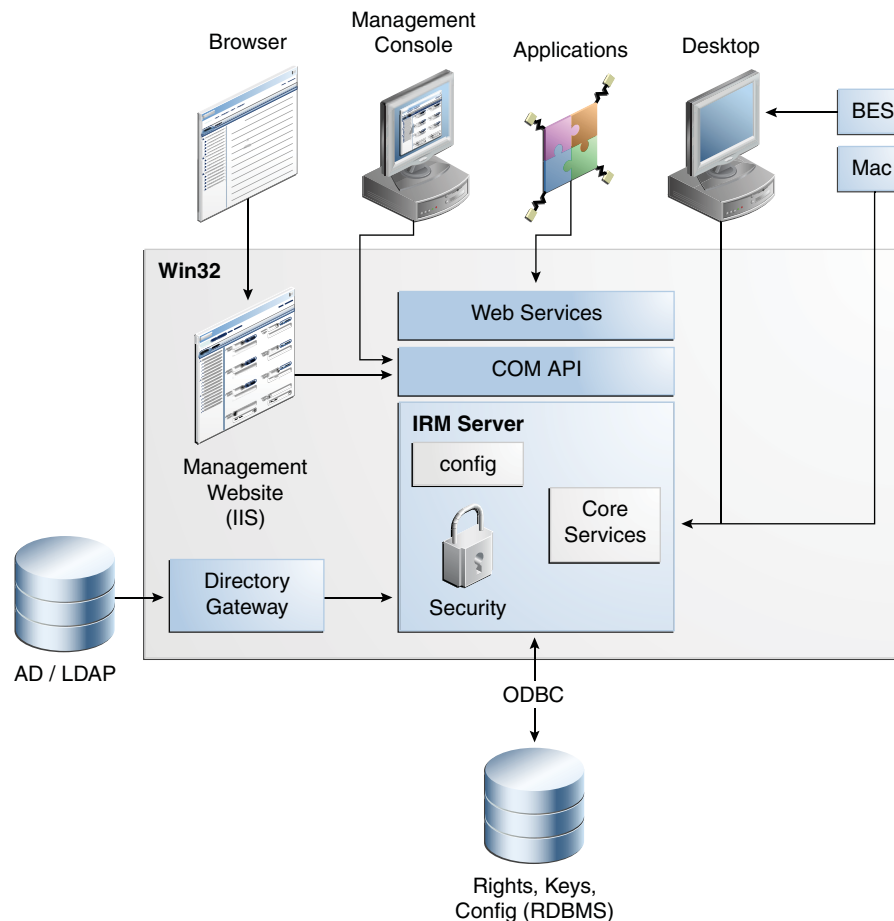 Browser
Management
Console
Applications
Desktop
BES
Mac
Win32
Web Services
COM API
IRM Server
config
Core
Services
Security
Management
Website
(IIS)
Directory
Gateway
AD / LDAP
ODBC
Rights, Keys,
Config (RDBMS)